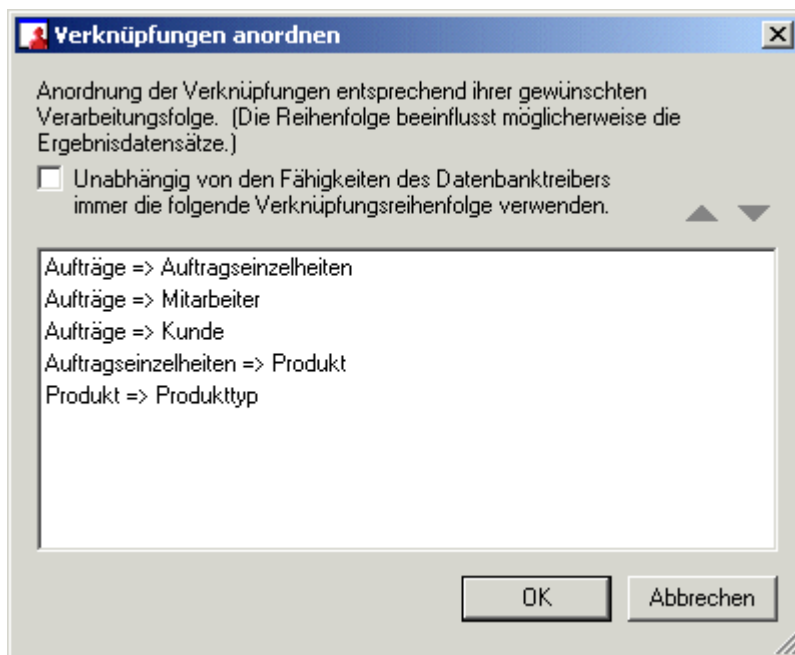 Verknüpfungen anordnen
Anordnung der Verknüpfungen entsprechend ihrer gewünschten
Verarbeitungsfolge. (Die Reihenfolge beeinflusst möglicherweise die
Ergebnisdatensätze.)
Unabhängig von den Fähigkeiten des Datenbanktreibers
immer die folgende Verknüpfungsreihenfolge verwenden.
Aufträge => Auftragseinzelheiten
Aufträge => Mitarbeiter
Aufträge => Kunde
Auftragseinzelheiten => Produkt
Produkt => Produkttyp
OK Abbrechen